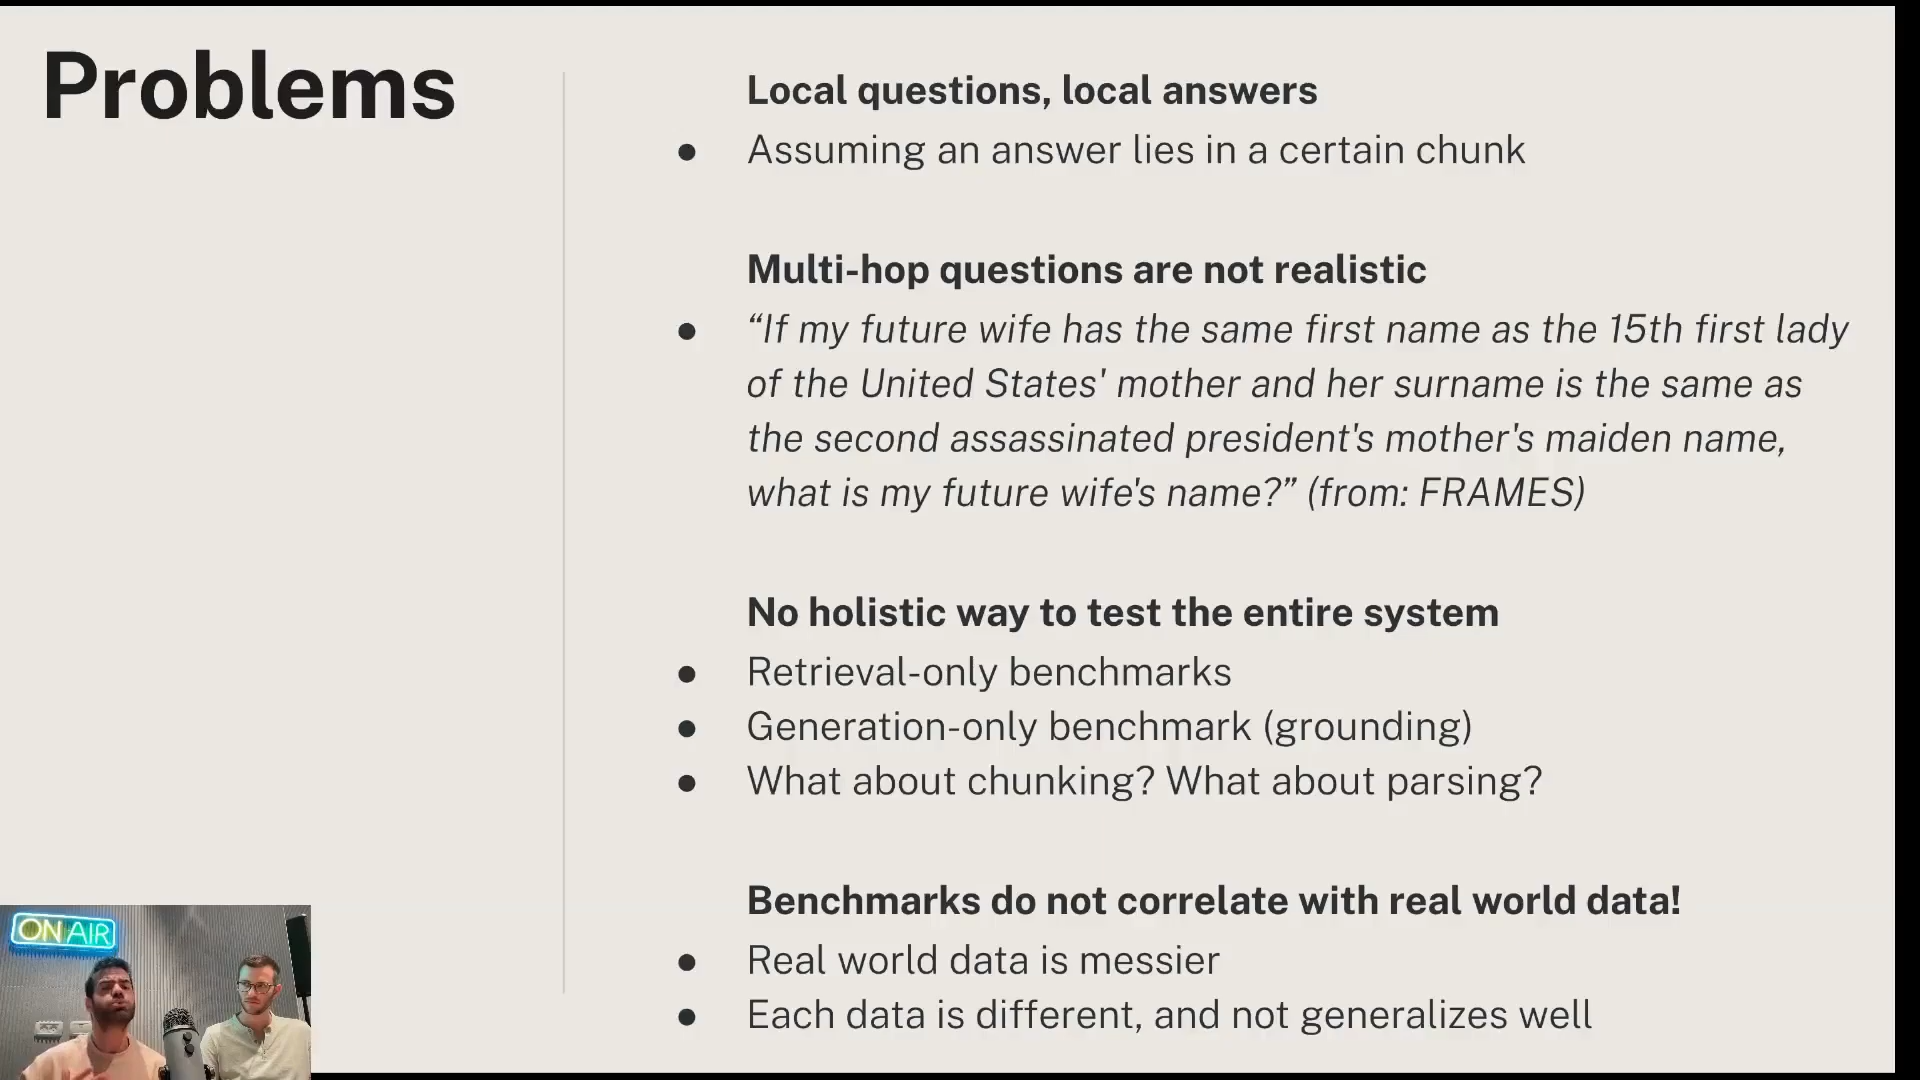 Problems
Local questions, local answers
● Assuming an answer lies in a certain chunk
Multi-hop questions are not realistic
● “If my future wife has the same first name as the 15th first lady
of the United States' mother and her surname is the same as
the second assassinated president's mother's maiden name,
what is my future wife's name?” (from: FRAMES)
No holistic way to test the entire system
● Retrieval-only benchmarks
● Generation-only benchmark (grounding)
● What about chunking? What about parsing?
Benchmarks do not correlate with real world data!
● Real world data is messier
● Each data is different, and not generalizes well
ON AIR